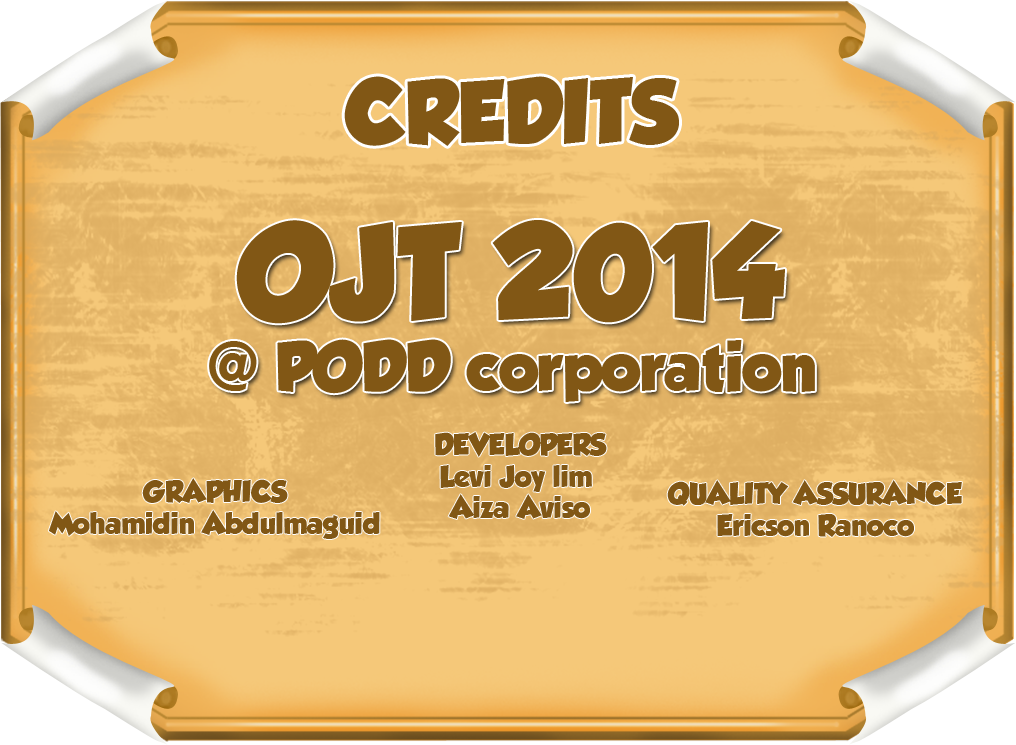 CREDITS
OJT 2014
@ PODD corporation
DEVELOPERS
Levi Joy lim
Aiza Aviso
GRAPHICS
Mohamidin Abdulmaguid
QUALITY ASSURANCE
Ericson Ranoco